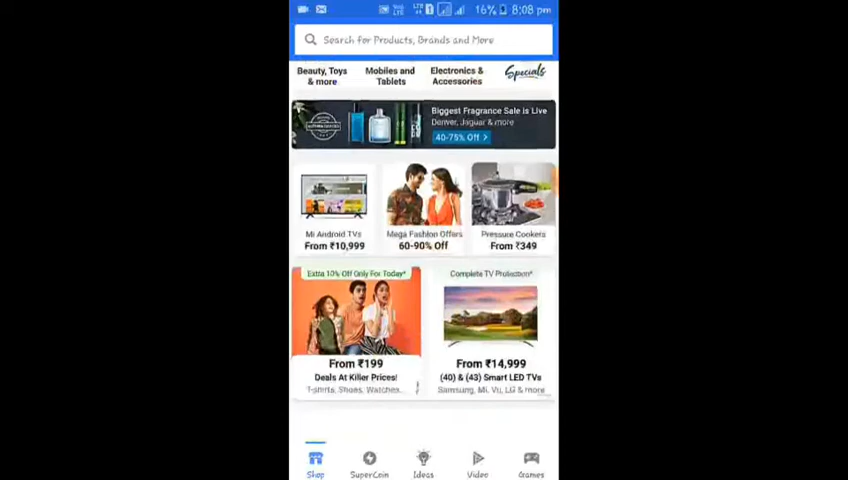 16% 8:08 pm
Search for Products, Brands and More
Beauty, Toys & more
Mobiles and Tablets
Electronics & Accessories
Specials
Biggest Fragrance Sale is Live
Denver, Jaguar & more
40-75% Off >
Mi Android TVs
From ₹10,999
Mega Fashion Offers
60-90% Off
Pressure Cookers
From ₹349
Extra 10% Off Only For Today*
From ₹199
Deals At Killer Prices!
T-shirts, Shoes, Watches...
Complete TV Protection*
From ₹14,999
(40) & (43) Smart LED TVs
Samsung, Mi, Vu, LG & more
Shop
SuperCoin
Ideas
Video
Games